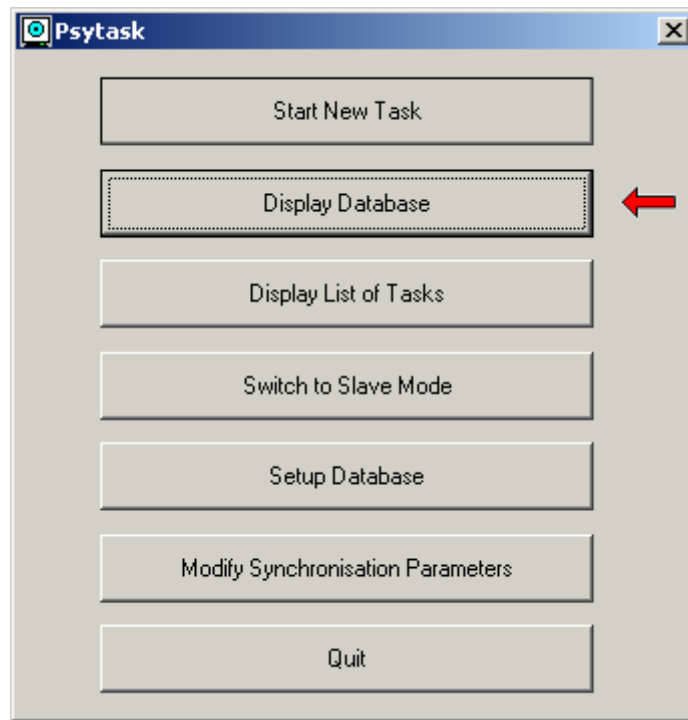 Psytask
Start New Task
Display Database
Display List of Tasks
Switch to Slave Mode
Setup Database
Modify Synchronisation Parameters
Quit